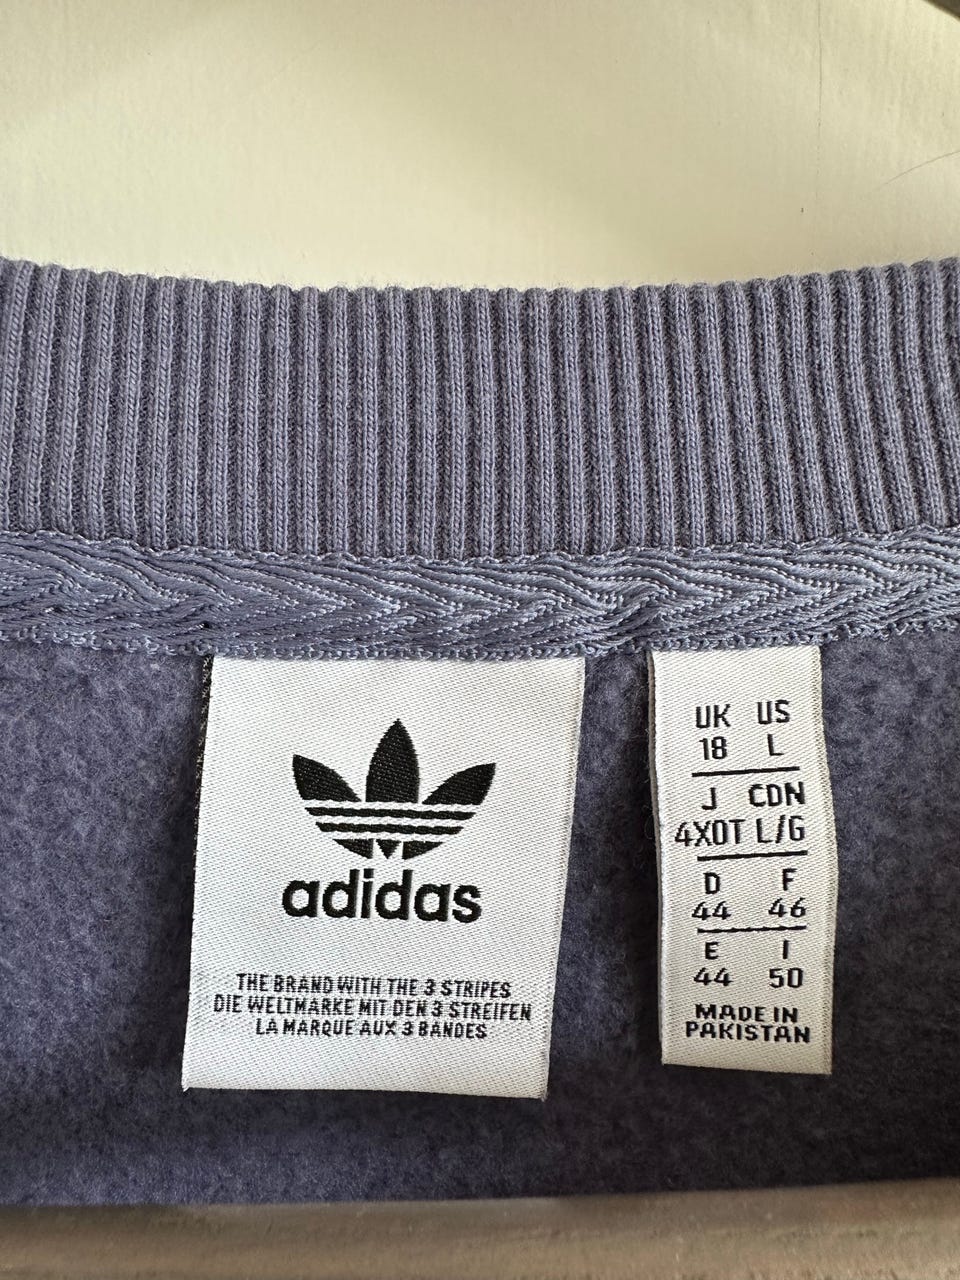 adidas
THE BRAND WITH THE 3 STRIPES
DIE WELTMARKE MIT DEN 3 STREIFEN
LA MARQUE AUX 3 BANDES
UK US
18 L
J CDN
4XOT L/G
D F
44 46
E I
44 50
MADE IN
PAKISTAN